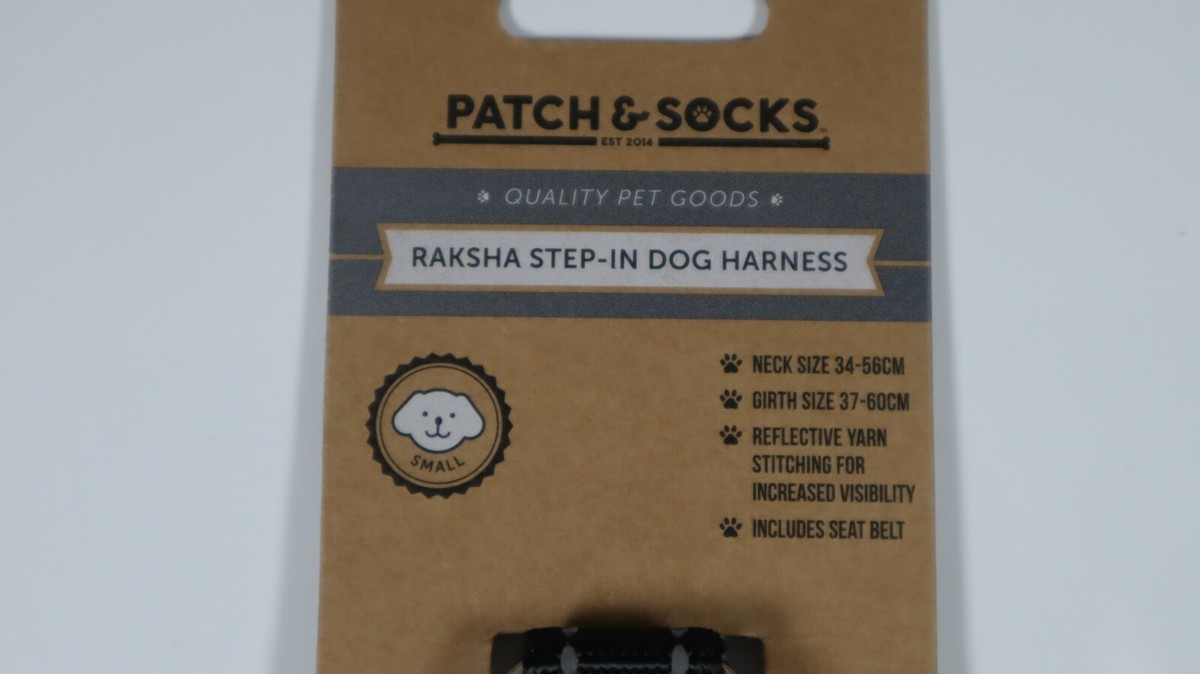 PATCH & SOCKS™
EST 2014
QUALITY PET GOODS
RAKSHA STEP-IN DOG HARNESS
SMALL
NECK SIZE 34-56CM
GIRTH SIZE 37-60CM
REFLECTIVE YARN
STITCHING FOR
INCREASED VISIBILITY
INCLUDES SEAT BELT